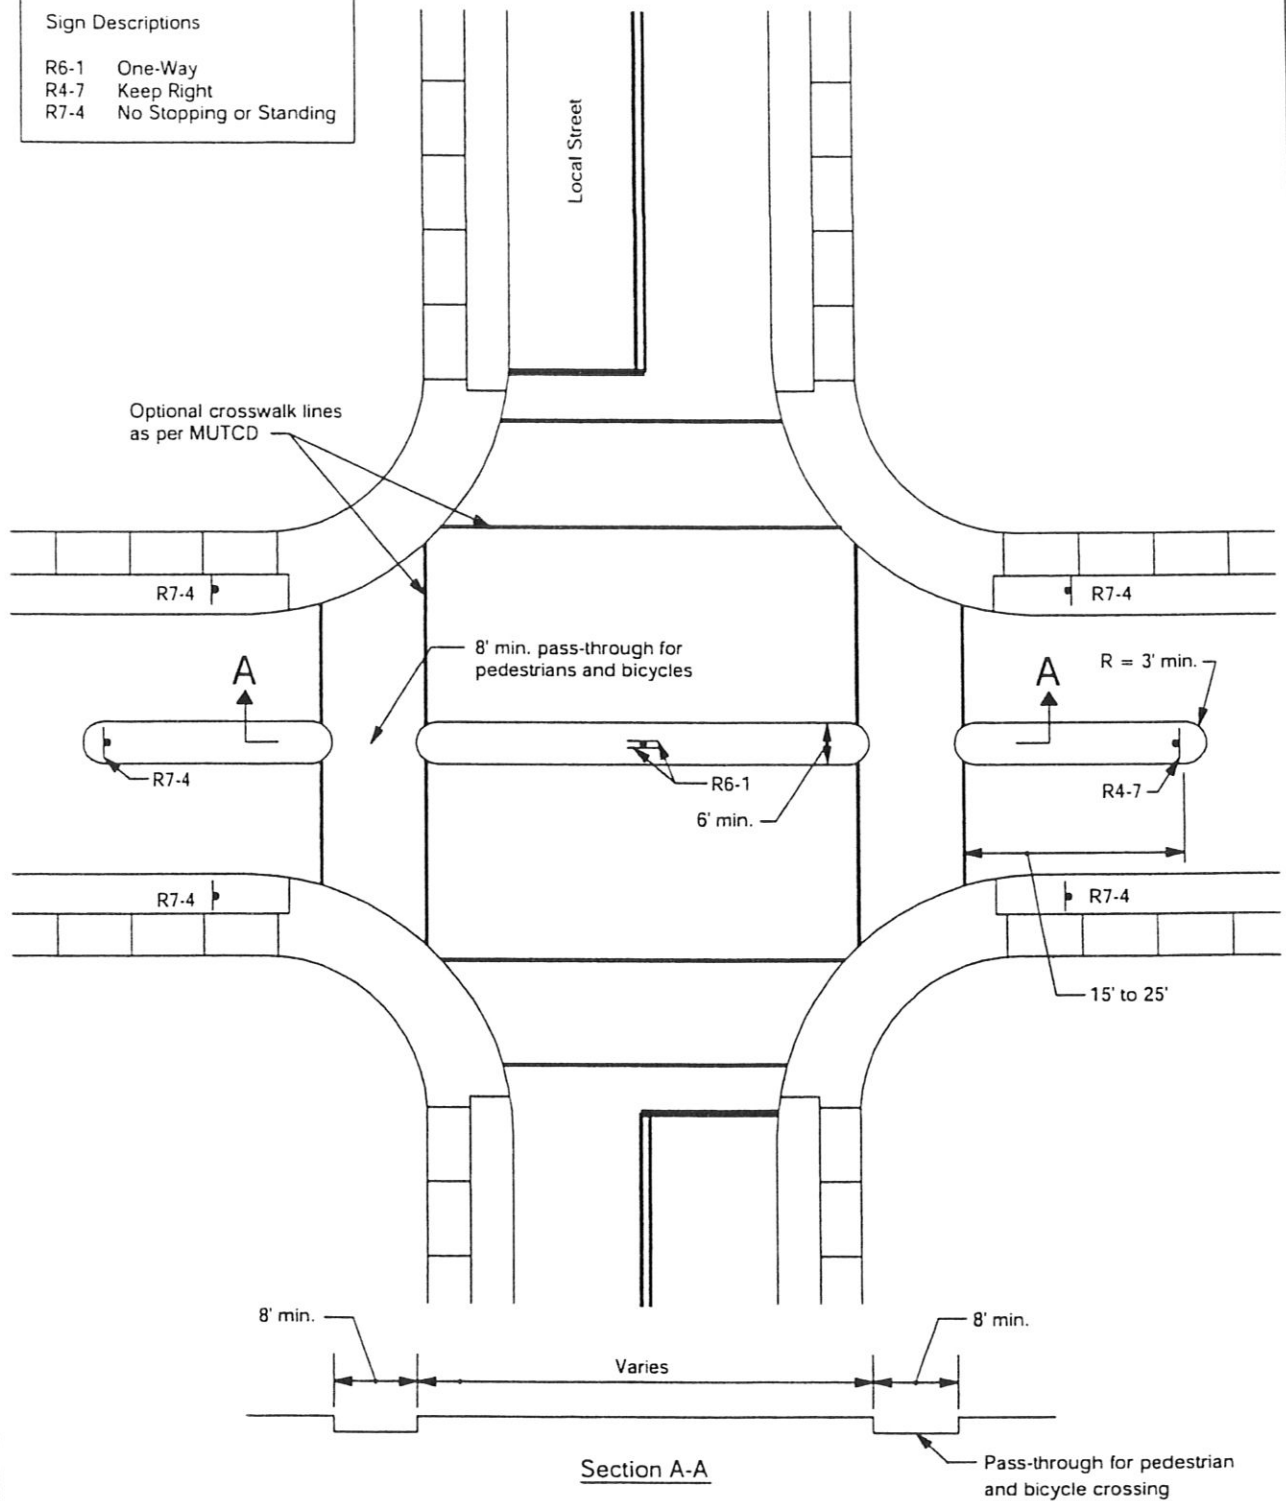 Sign Descriptions
R6-1 One-Way
R4-7 Keep Right
R7-4 No Stopping or Standing
Local Street
Optional crosswalk lines
as per MUTCD
R7-4
R7-4
8' min. pass-through for
pedestrians and bicycles
A
A
R = 3' min.
R7-4
R6-1
R4-7
6' min.
R7-4
R7-4
15' to 25'
8' min.
8' min.
Varies
Section A-A
Pass-through for pedestrian
and bicycle crossing